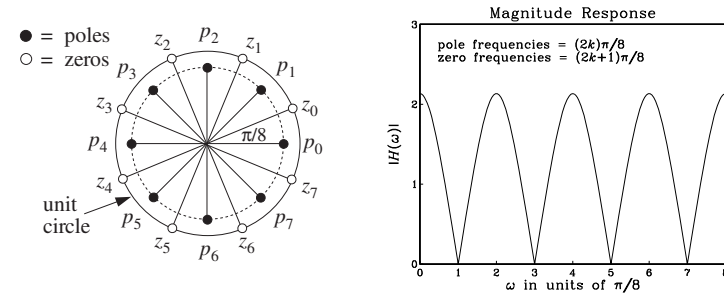 ● = poles
○ = zeros
p₂
z₂
z₁
p₃
p₁
z₃
z₀
p₄
π/8
p₀
z₄
z₇
unit
circle
p₅
p₇
z₅
p₆
z₆
Magnitude Response
pole frequencies = (2k)π/8
zero frequencies = (2k+1)π/8
|H(ω)|
3
2
1
0
0 1 2 3 4 5 6 7 8
ω in units of π/8